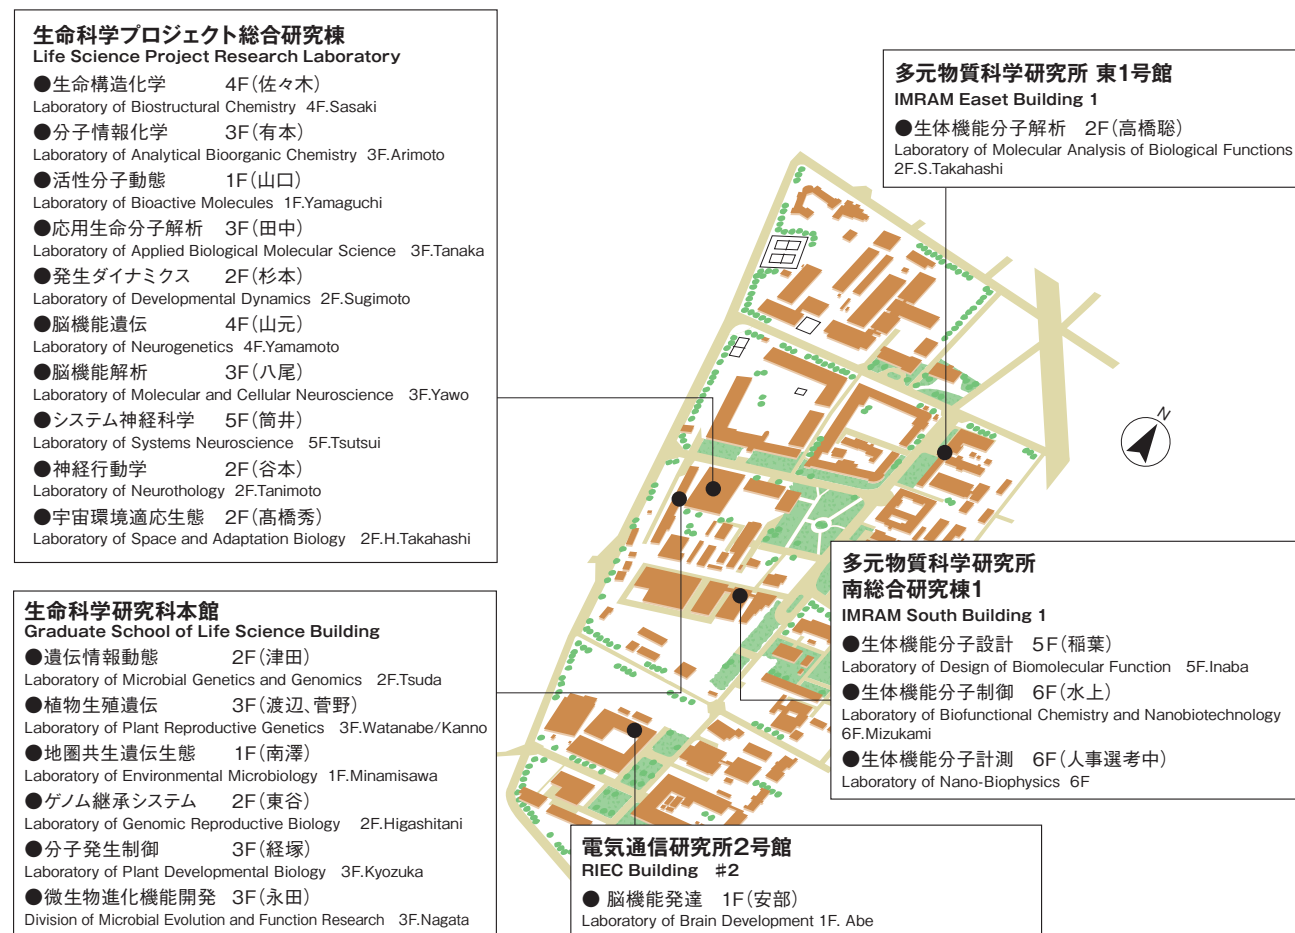 生命科学プロジェクト総合研究棟
Life Science Project Research Laboratory
●生命構造化学 4F(佐々木)
Laboratory of Biostructural Chemistry 4F.Sasaki
●分子情報化学 3F(有本)
Laboratory of Analytical Bioorganic Chemistry 3F.Arimoto
●活性分子動態 1F(山口)
Laboratory of Bioactive Molecules 1F.Yamaguchi
●応用生命分子解析 3F(田中)
Laboratory of Applied Biological Molecular Science 3F.Tanaka
●発生ダイナミクス 2F(杉本)
Laboratory of Developmental Dynamics 2F.Sugimoto
●脳機能遺伝 4F(山元)
Laboratory of Neurogenetics 4F.Yamamoto
●脳機能解析 3F(八尾)
Laboratory of Molecular and Cellular Neuroscience 3F.Yawo
●システム神経科学 5F(筒井)
Laboratory of Systems Neuroscience 5F.Tsutsui
●神経行動学 2F(谷本)
Laboratory of Neurothology 2F.Tanimoto
●宇宙環境適応生態 2F(髙橋秀)
Laboratory of Space and Adaptation Biology 2F.H.Takahashi
生命科学研究科本館
Graduate School of Life Science Building
●遺伝情報動態 2F(津田)
Laboratory of Microbial Genetics and Genomics 2F.Tsuda
●植物生殖遺伝 3F(渡辺、菅野)
Laboratory of Plant Reproductive Genetics 3F.Watanabe/Kanno
●地圏共生遺伝生態 1F(南澤)
Laboratory of Environmental Microbiology 1F.Minamisawa
●ゲノム継承システム 2F(東谷)
Laboratory of Genomic Reproductive Biology 2F.Higashitani
●分子発生制御 3F(経塚)
Laboratory of Plant Developmental Biology 3F.Kyozuka
●微生物進化機能開発 3F(永田)
Division of Microbial Evolution and Function Research 3F.Nagata
多元物質科学研究所 東1号館
IMRAM Easet Building 1
●生体機能分子解析 2F(高橋聡)
Laboratory of Molecular Analysis of Biological Functions
2F.S.Takahashi
N
多元物質科学研究所
南総合研究棟1
IMRAM South Building 1
●生体機能分子設計 5F(稲葉)
Laboratory of Design of Biomolecular Function 5F.Inaba
●生体機能分子制御 6F(水上)
Laboratory of Biofunctional Chemistry and Nanobiotechnology
6F.Mizukami
●生体機能分子計測 6F(人事選考中)
Laboratory of Nano-Biophysics 6F
電気通信研究所2号館
RIEC Building #2
● 脳機能発達 1F(安部)
Laboratory of Brain Development 1F. Abe